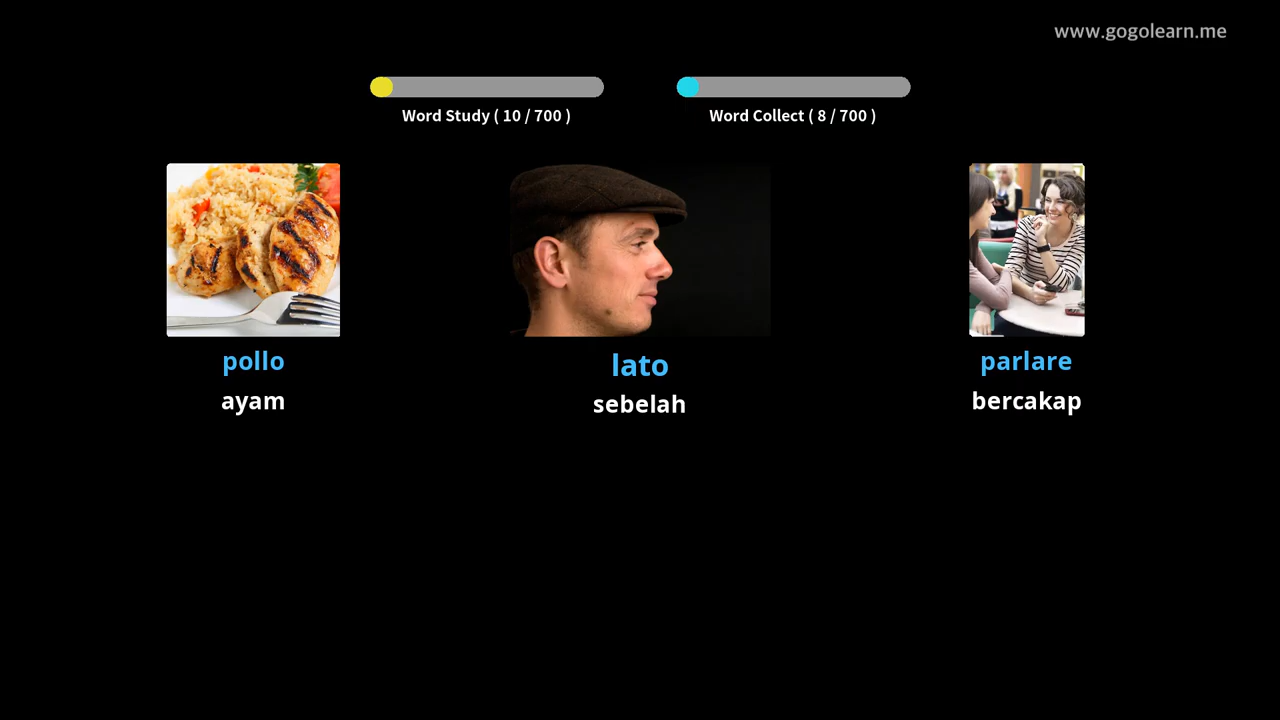 www.gogolearn.me
Word Study ( 10 / 700 )
Word Collect ( 8 / 700 )
pollo
ayam
lato
sebelah
parlare
bercakap